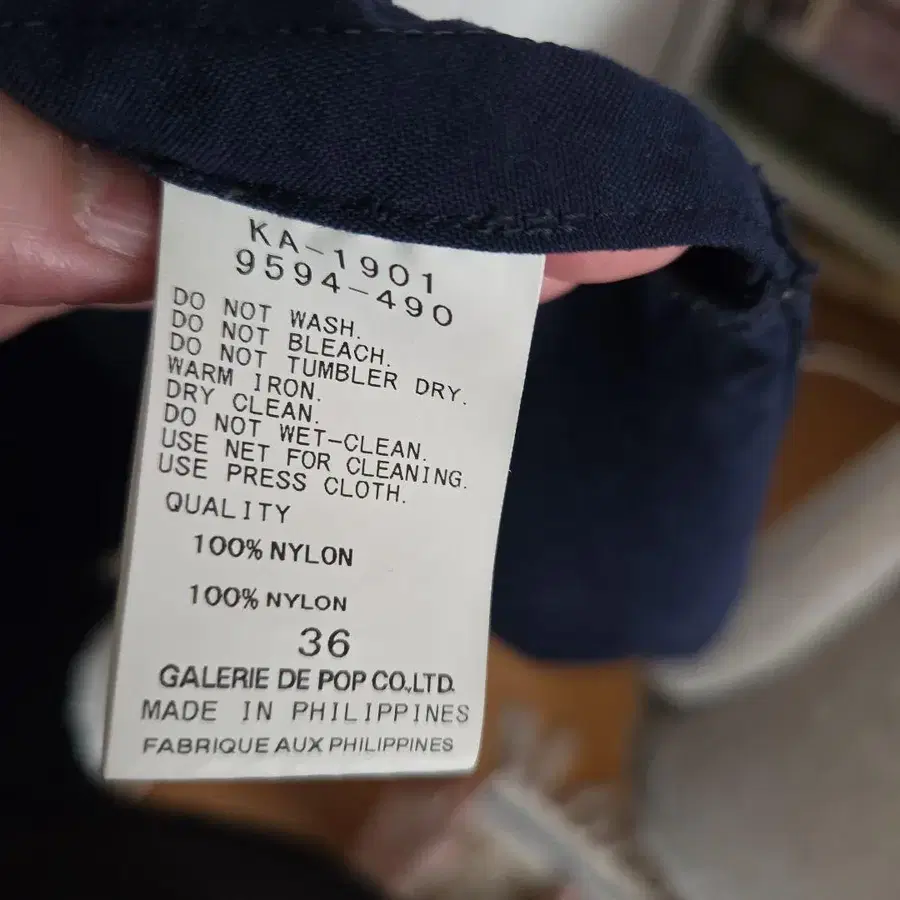 KA-1901
9594-490
DO NOT WASH.
DO NOT BLEACH.
DO NOT TUMBLER DRY.
WARM IRON.
DRY CLEAN.
DO NOT WET-CLEAN.
USE NET FOR CLEANING.
USE PRESS CLOTH.
QUALITY
100% NYLON
100% NYLON
36
GALERIE DE POP CO.,LTD.
MADE IN PHILIPPINES
FABRIQUE AUX PHILIPPINES